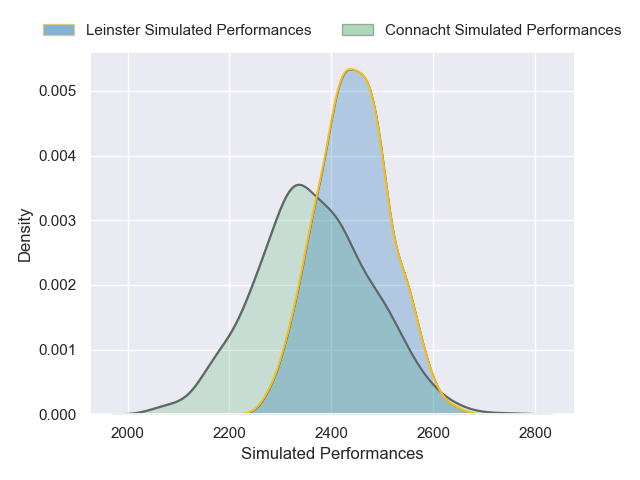 Leinster Simulated Performances Connacht Simulated Performances
0.005
0.004
0.003
0.002
0.001
0.000
Density
2000 2200 2400 2600 2800
Simulated Performances